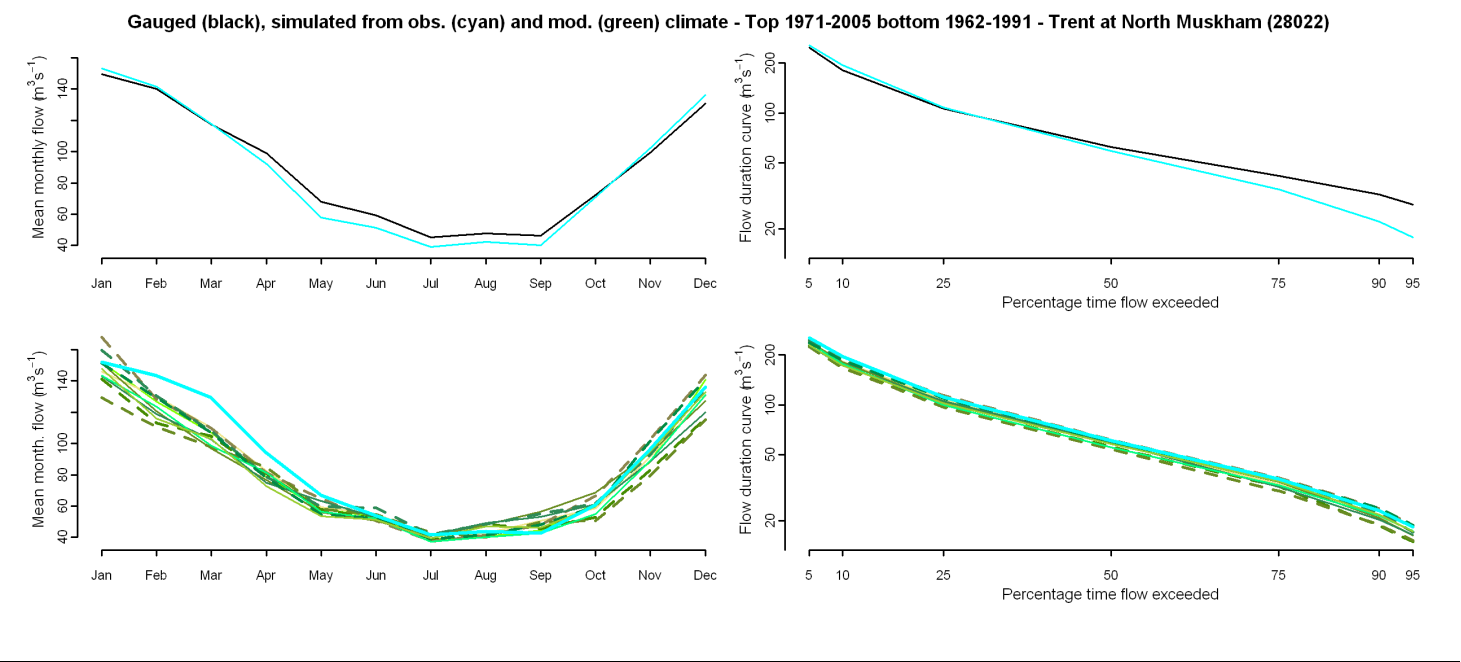 Gauged (black), simulated from obs. (cyan) and mod. (green) climate - Top 1971-2005 bottom 1962-1991 - Trent at North Muskham (28022)
Mean monthly flow (m³s⁻¹)
140
100
80
60
40
Jan Feb Mar Apr May Jun Jul Aug Sep Oct Nov Dec
Flow duration curve (m³s⁻¹)
200
100
50
20
5 10 25 50 75 90 95
Percentage time flow exceeded
Mean month. flow (m³s⁻¹)
140
100
80
60
40
Jan Feb Mar Apr May Jun Jul Aug Sep Oct Nov Dec
Flow duration curve (m³s⁻¹)
200
100
50
20
5 10 25 50 75 90 95
Percentage time flow exceeded